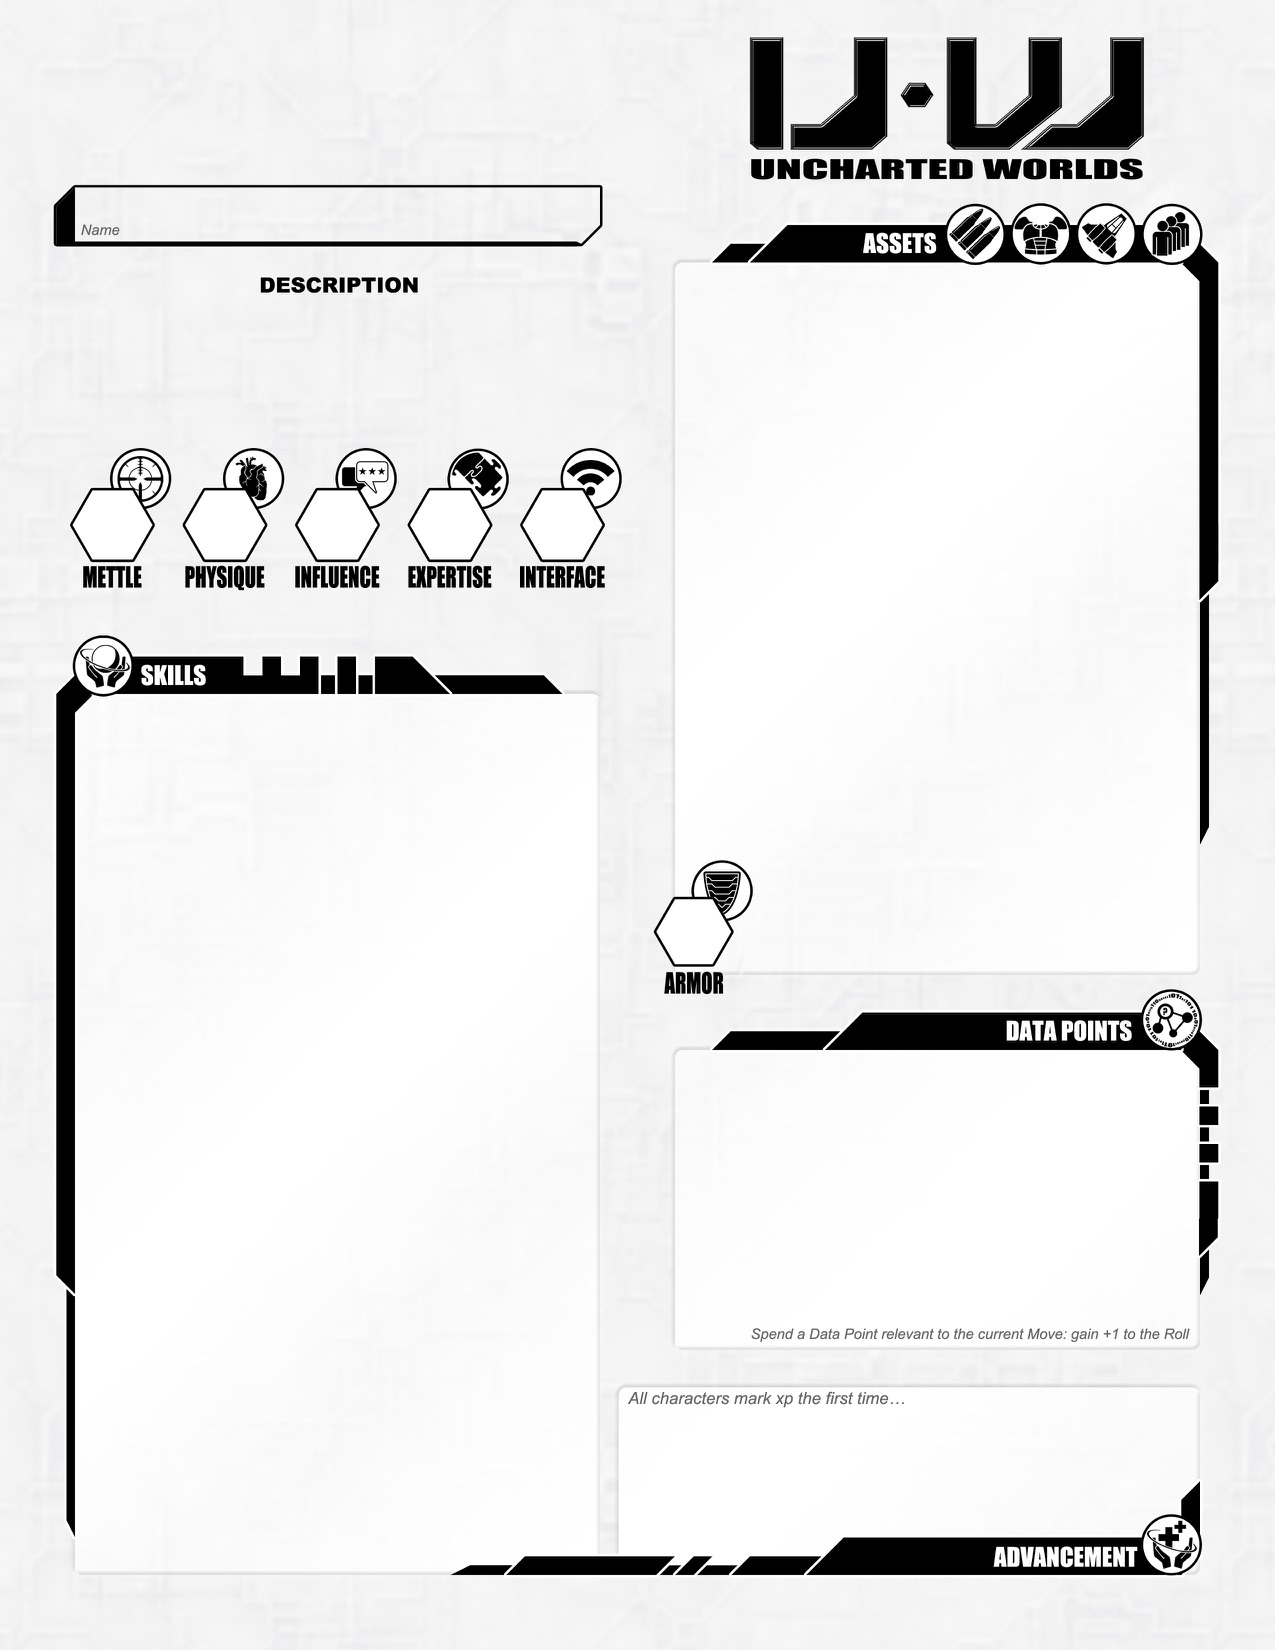 U·W
UNCHARTED WORLDS
Name
DESCRIPTION
METTLE
PHYSIQUE
INFLUENCE
EXPERTISE
INTERFACE
SKILLS
ASSETS
ARMOR
DATA POINTS
Spend a Data Point relevant to the current Move: gain +1 to the Roll
All characters mark xp the first time…
ADVANCEMENT